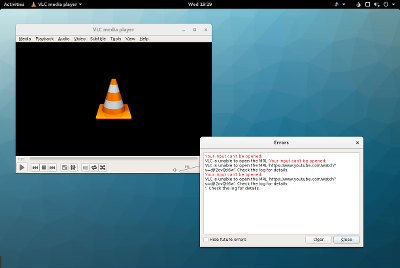 Activities VLC media player Wed 19:29
VLC media player
Media Playback Audio Video Subtitle Tools View Help
Errors
Your input can't be opened:
VLC is unable to open the MRL Your input can't be opened:
VLC is unable to open the MRL 'https://www.youtube.com/watch?
Check the log for details
Your input can't be opened:
VLC is unable to open the MRL 'https://www.youtube.com/watch?
Check the log for details
'. Check the log for details.
Hide future errors Clear Close